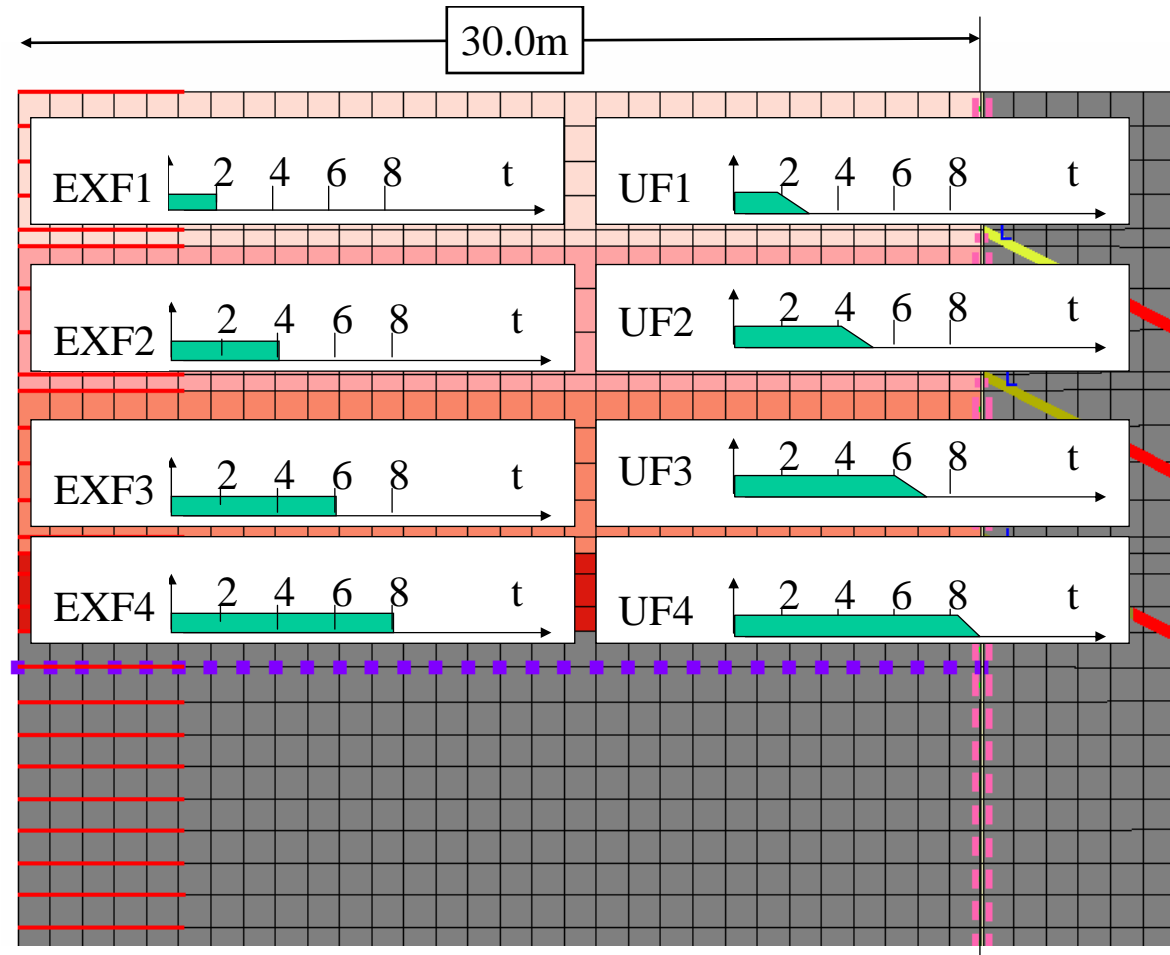 30.0m
EXF1 2 4 6 8 t
UF1 2 4 6 8 t
L
EXF2 2 4 6 8 t
UF2 2 4 6 8 t
L
EXF3 2 4 6 8 t
UF3 2 4 6 8 t
EXF4 2 4 6 8 t
UF4 2 4 6 8 t